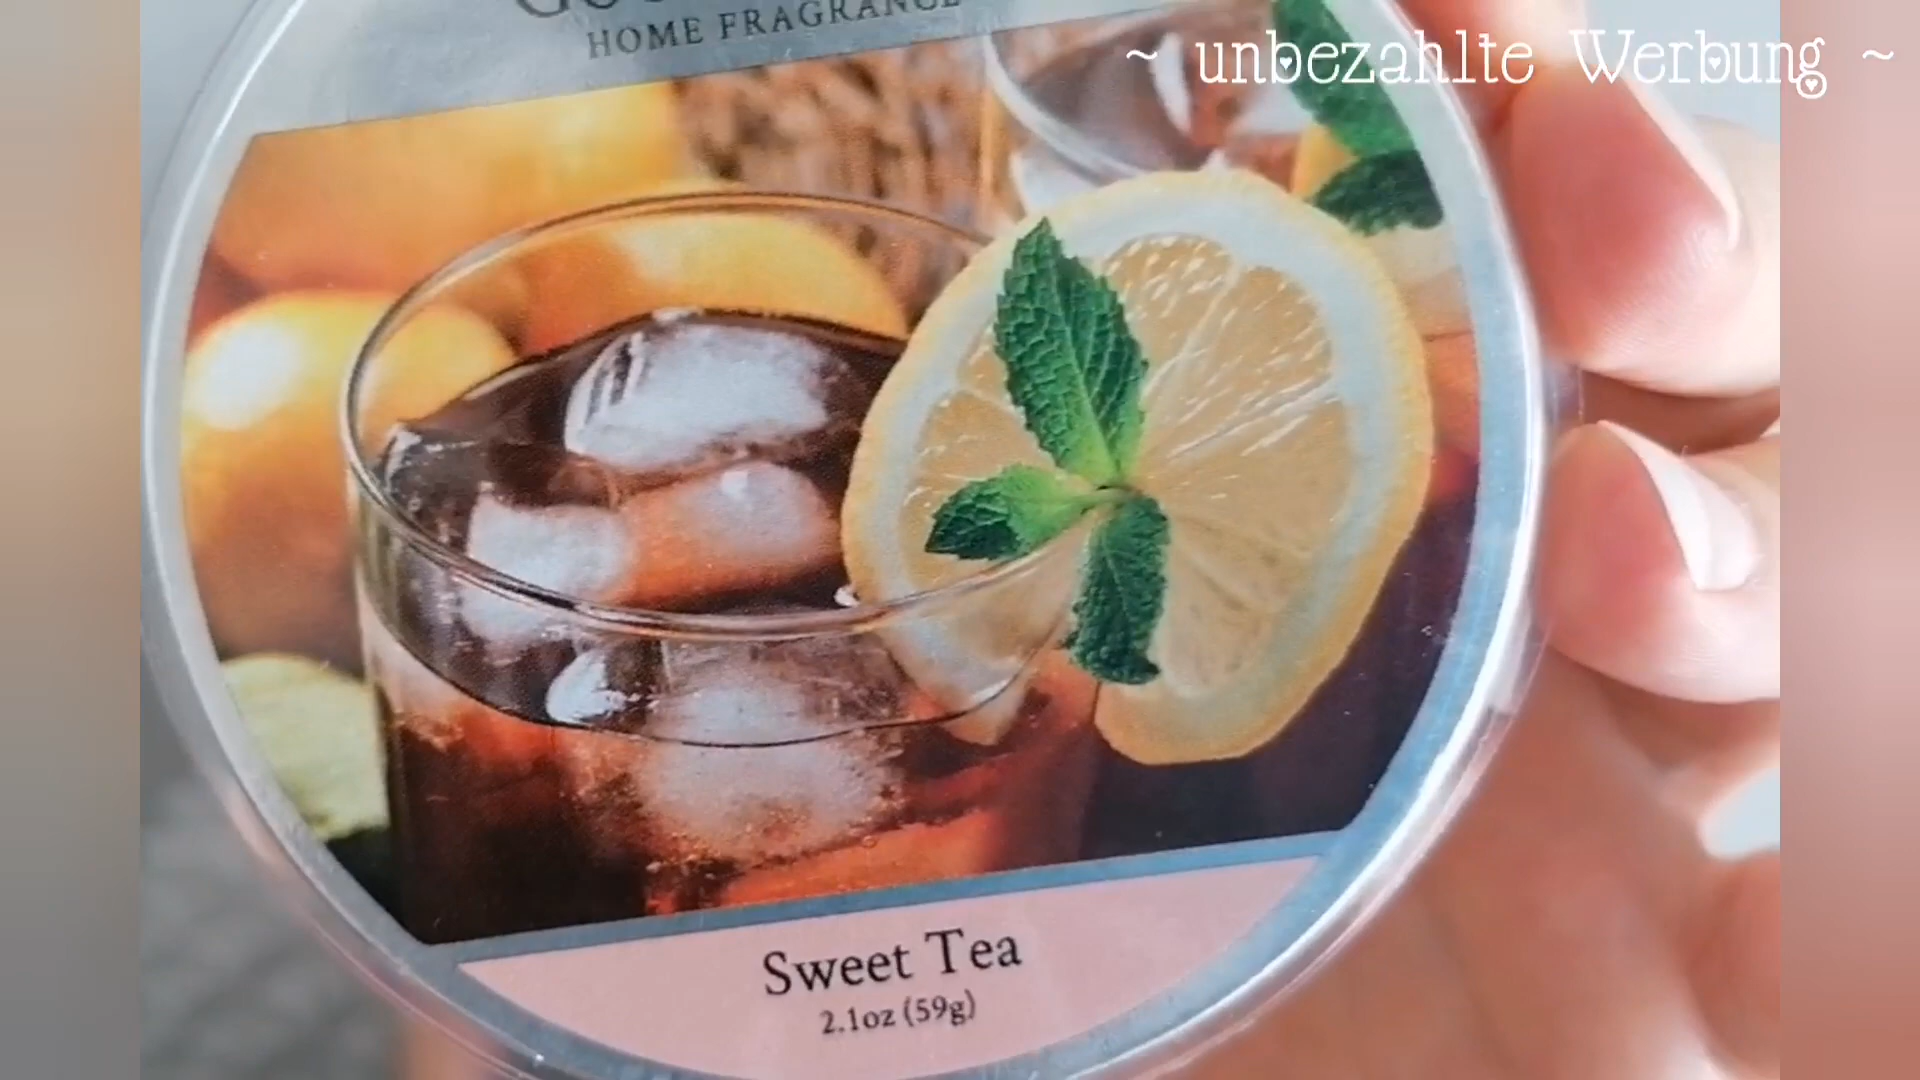 HOME FRAGRANCE
~ unbezahlte Werbung ~
Sweet Tea
2.1oz (59g)